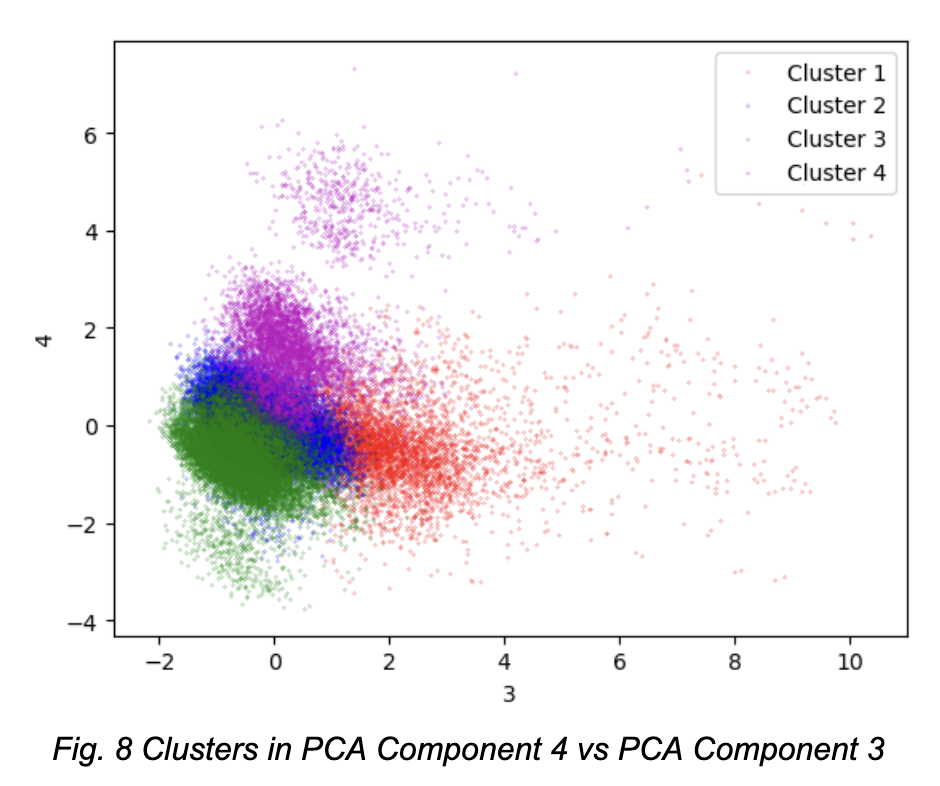 Cluster 1
Cluster 2
Cluster 3
Cluster 4
6
4
2
0
−2
−4
4
−2 0 2 4 6 8 10
3
Fig. 8 Clusters in PCA Component 4 vs PCA Component 3